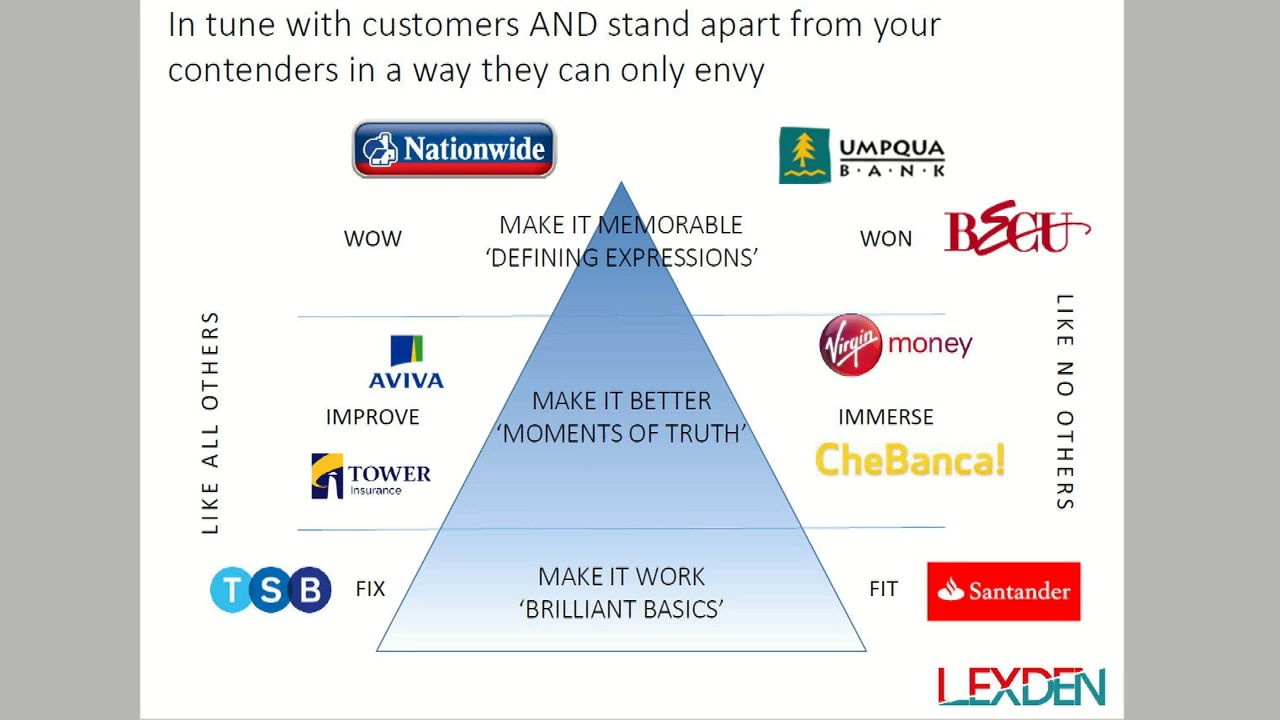 In tune with customers AND stand apart from your
contenders in a way they can only envy
Nationwide
UMPQUA
B·A·N·K
MAKE IT MEMORABLE
‘DEFINING EXPRESSIONS’
WOW
WON
BECU
LIKE ALL OTHERS
LIKE NO OTHERS
AVIVA
Virgin money
MAKE IT BETTER
‘MOMENTS OF TRUTH’
IMPROVE
IMMERSE
TOWER
Insurance
CheBanca!
TSB
FIX
MAKE IT WORK
‘BRILLIANT BASICS’
FIT
Santander
LEXDEN